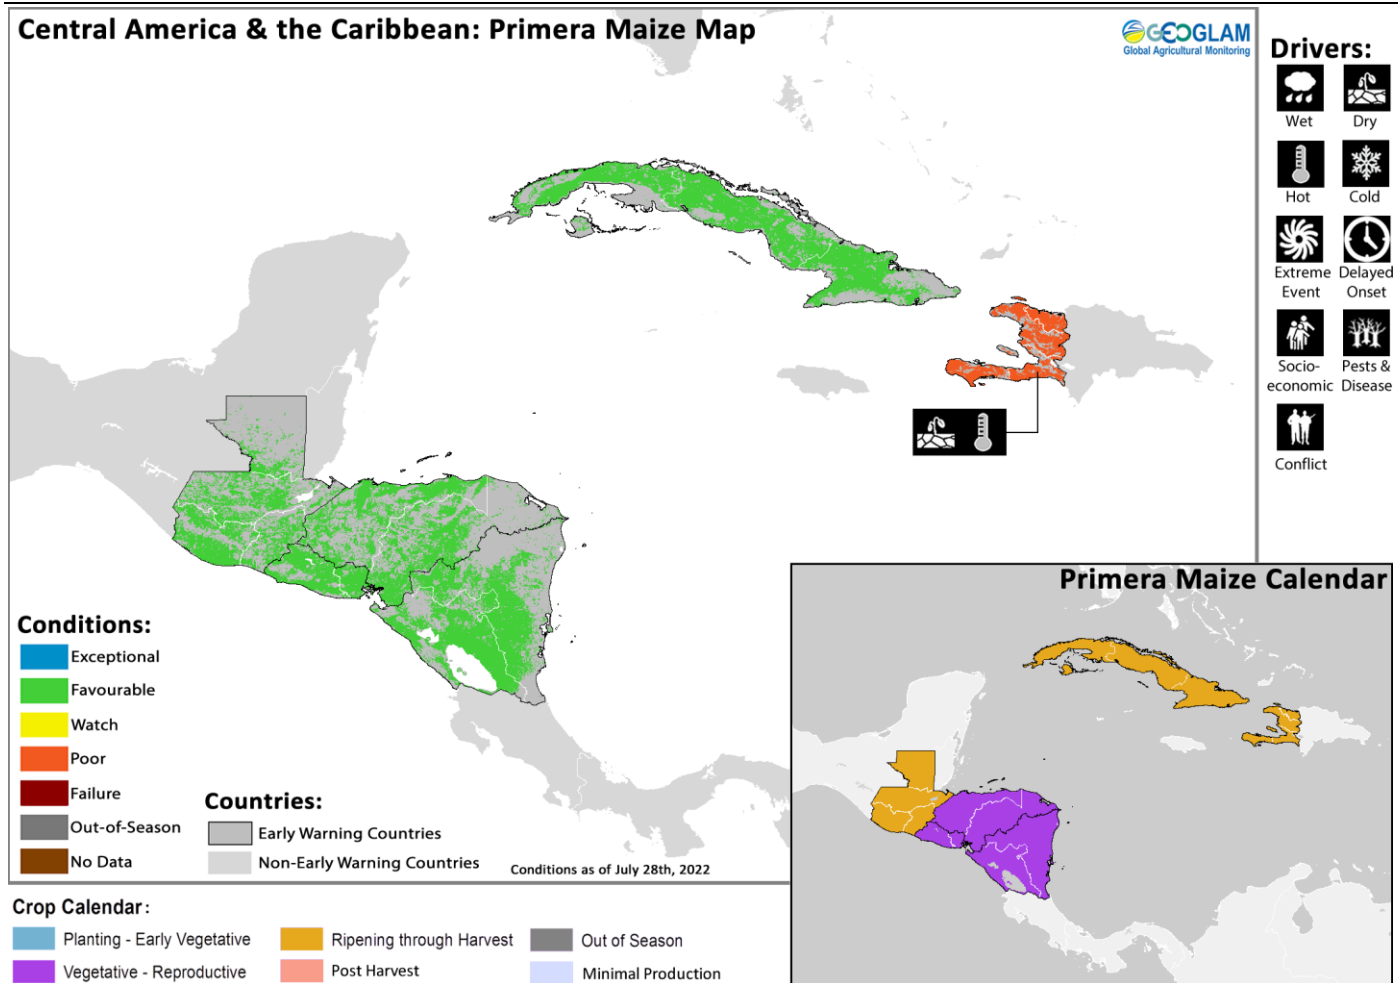 Central America & the Caribbean: Primera Maize Map
GEOGLAM
Global Agricultural Monitoring
Drivers:
Wet
Dry
Hot
Cold
Extreme
Event
Delayed
Onset
Socio-
economic
Pests &
Disease
Conflict
Conditions:
Exceptional
Favourable
Watch
Poor
Failure
Out-of-Season
No Data
Countries:
Early Warning Countries
Non-Early Warning Countries
Conditions as of July 28th, 2022
Primera Maize Calendar
Crop Calendar:
Planting - Early Vegetative
Ripening through Harvest
Out of Season
Vegetative - Reproductive
Post Harvest
Minimal Production